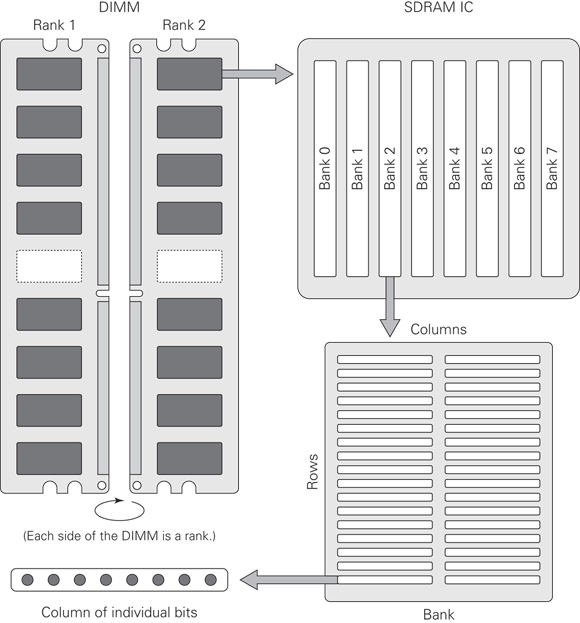 DIMM
Rank 1
Rank 2
SDRAM IC
Bank 0
Bank 1
Bank 2
Bank 3
Bank 4
Bank 5
Bank 6
Bank 7
Columns
Rows
(Each side of the DIMM is a rank.)
Column of individual bits
Bank